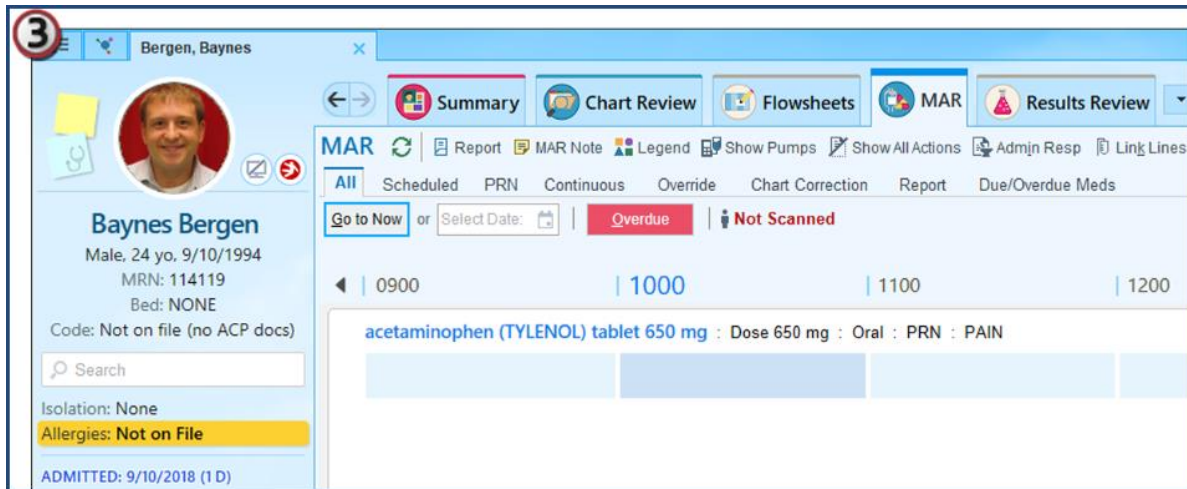 3
Bergen, Baynes
Summary Chart Review Flowsheets MAR Results Review
MAR Report MAR Note Legend Show Pumps Show All Actions Admin Resp Link Lines
All Scheduled PRN Continuous Override Chart Correction Report Due/Overdue Meds
Go to Now or Select Date: Overdue Not Scanned
Baynes Bergen
Male, 24 yo, 9/10/1994
MRN: 114119
Bed: NONE
Code: Not on file (no ACP docs)
Search
Isolation: None
Allergies: Not on File
ADMITTED: 9/10/2018 (1 D)
0900 1000 1100 1200
acetaminophen (TYLENOL) tablet 650 mg : Dose 650 mg : Oral : PRN : PAIN